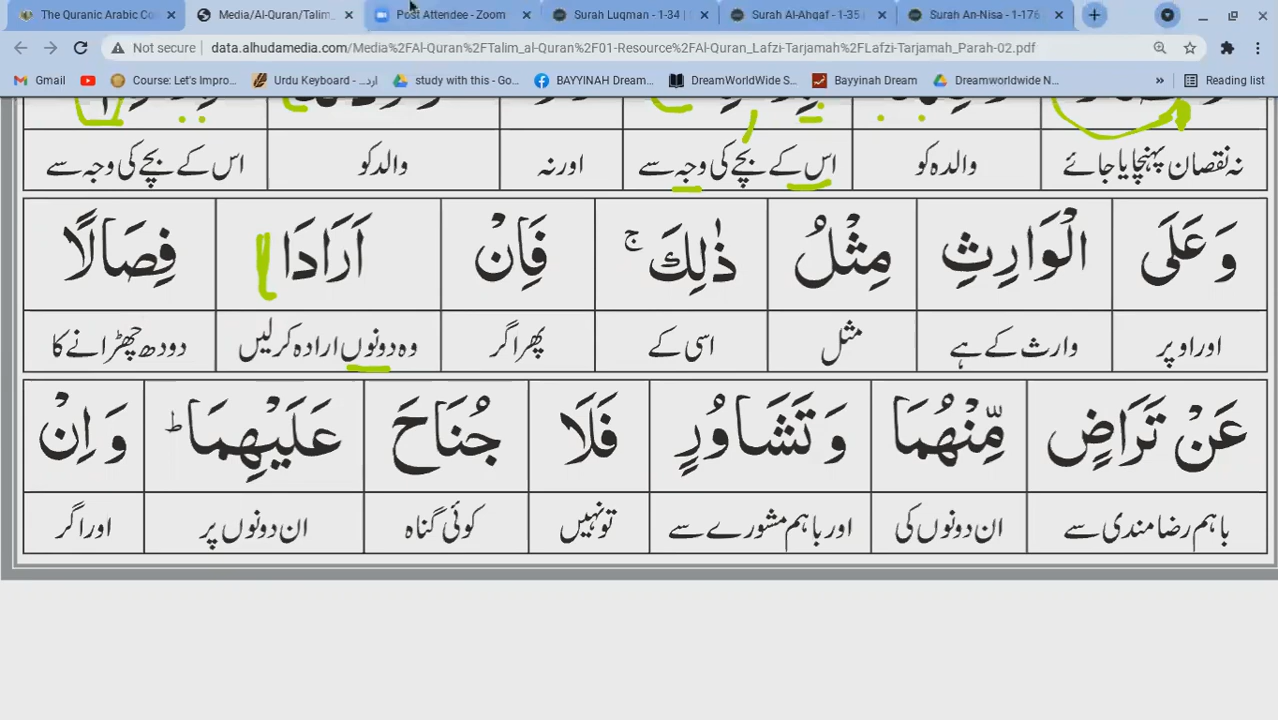 The Quranic Arabic Co
Media/Al-Quran/Talim_
Post Attendee - Zoom
Surah Luqman - 1-34 |
Surah Al-Ahqaf - 1-35 |
Surah An-Nisa - 1-176
Not secure | data.alhudamedia.com/Media%2FAl-Quran%2FTalim_al-Quran%2F01-Resource%2FAl-Quran_Lafzi-Tarjamah%2FLafzi-Tarjamah_Parah-02.pdf
Gmail
Course: Let's Impro...
Urdu Keyboard - اردو...
study with this - Go...
BAYYINAH Dream...
DreamWorldWide S...
Bayyinah Dream
Dreamworldwide N...
»
Reading list
نہ نقصان پہنچایا جائے والدہ کو اس کے بچے کی وجہ سے اور نہ والد کو اس کے بچے کی وجہ سے
وَعَلَى الْوَارِثِ مِثْلُ ذٰلِكَ ۚ فَاِنْ اَرَادَا فِصَالًا
اور اوپر وارث کے ہے مثل اسی کے پھر اگر وہ دونوں ارادہ کر لیں دودھ چھڑانے کا
عَنْ تَرَاضٍ مِّنْهُمَا وَتَشَاوُرٍ فَلَا جُنَاحَ عَلَيْهِمَا ؕ وَاِنْ
باہم رضامندی سے ان دونوں کی اور باہم مشورے سے تو نہیں کوئی گناہ ان دونوں پر اور اگر